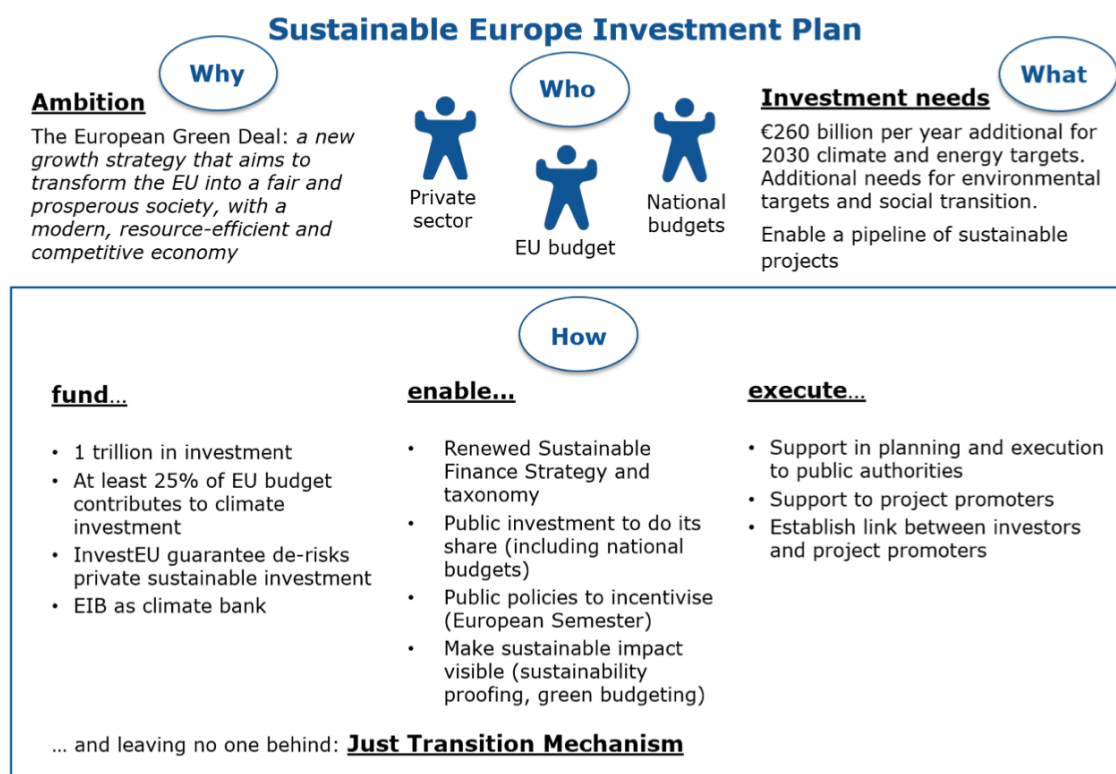 Sustainable Europe Investment Plan
Why
Ambition
The European Green Deal: a new
growth strategy that aims to
transform the EU into a fair and
prosperous society, with a
modern, resource-efficient and
competitive economy
Who
Private
sector
EU budget
National
budgets
What
Investment needs
€260 billion per year additional for
2030 climate and energy targets.
Additional needs for environmental
targets and social transition.
Enable a pipeline of sustainable
projects
How
fund…
• 1 trillion in investment
• At least 25% of EU budget
contributes to climate
investment
• InvestEU guarantee de-risks
private sustainable investment
• EIB as climate bank
enable…
• Renewed Sustainable
Finance Strategy and
taxonomy
• Public investment to do its
share (including national
budgets)
• Public policies to incentivise
(European Semester)
• Make sustainable impact
visible (sustainability
proofing, green budgeting)
execute…
• Support in planning and execution
to public authorities
• Support to project promoters
• Establish link between investors
and project promoters
… and leaving no one behind: Just Transition Mechanism